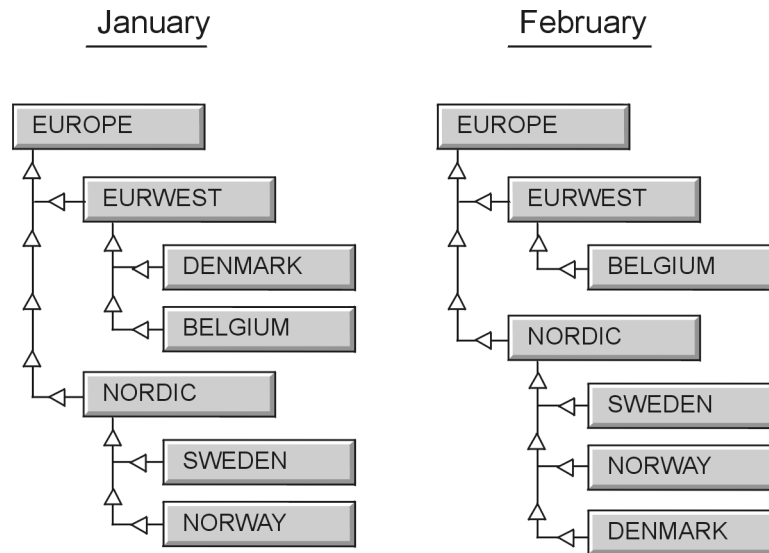 January
EUROPE
EURWEST
DENMARK
BELGIUM
NORDIC
SWEDEN
NORWAY
February
EUROPE
EURWEST
BELGIUM
NORDIC
SWEDEN
NORWAY
DENMARK